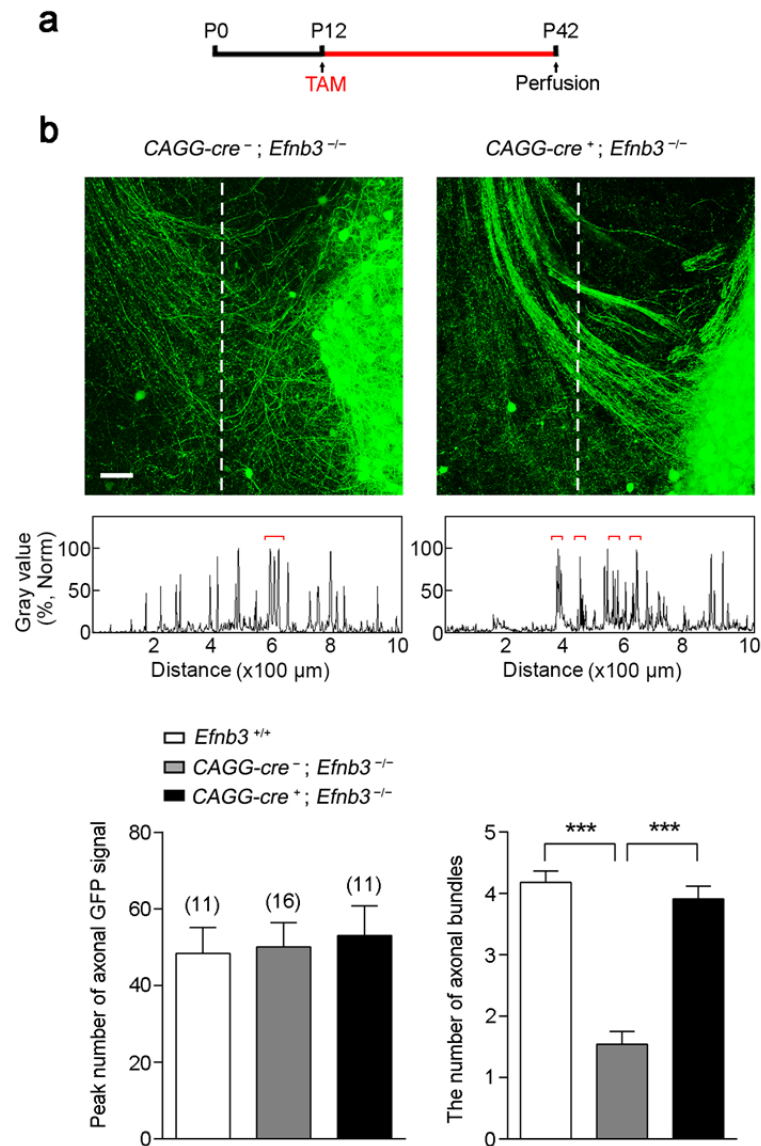 a
P0 P12 P42
TAM Perfusion
b
CAGG-cre⁻; Efnb3⁻/⁻ CAGG-cre⁺; Efnb3⁻/⁻
Gray value
(%, Norm)
100
50
0
2 4 6 8 10
Distance (x100 µm)
100
50
0
2 4 6 8 10
Distance (x100 µm)
Efnb3⁺/⁺
CAGG-cre⁻; Efnb3⁻/⁻
CAGG-cre⁺; Efnb3⁻/⁻
Peak number of axonal GFP signal
80
60
40
20
0
(11) (16) (11)
The number of axonal bundles
5
4
3
2
1
0
*** ***